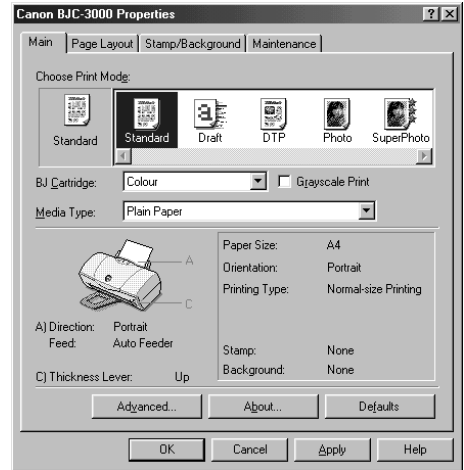 Canon BJC-3000 Properties
Main Page Layout Stamp/Background Maintenance
Choose Print Mode:
Standard Standard Draft DTP Photo SuperPhoto
BJ Cartridge: Colour Grayscale Print
Media Type: Plain Paper
A
C
Paper Size: A4
Orientation: Portrait
Printing Type: Normal-size Printing
A) Direction: Portrait
Feed: Auto Feeder
C) Thickness Lever: Up
Stamp: None
Background: None
Advanced... About... Defaults
OK Cancel Apply Help